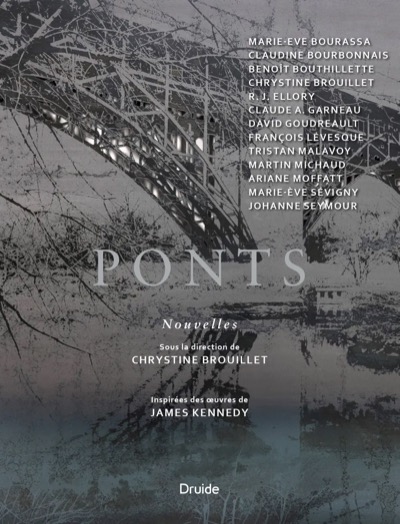 MARIE-EVE BOURASSA
CLAUDINE BOURBONNAIS
BENOÎT BOUTHILLETTE
CHRYSTINE BROUILLET
R. J. ELLORY
CLAUDE A. GARNEAU
DAVID GOUDREAULT
FRANÇOIS LÉVESQUE
TRISTAN MALAVOY
MARTIN MICHAUD
ARIANE MOFFATT
MARIE-ÈVE SÉVIGNY
JOHANNE SEYMOUR
PONTS
Nouvelles
Sous la direction de
CHRYSTINE BROUILLET
Inspirées des œuvres de
JAMES KENNEDY
Druide